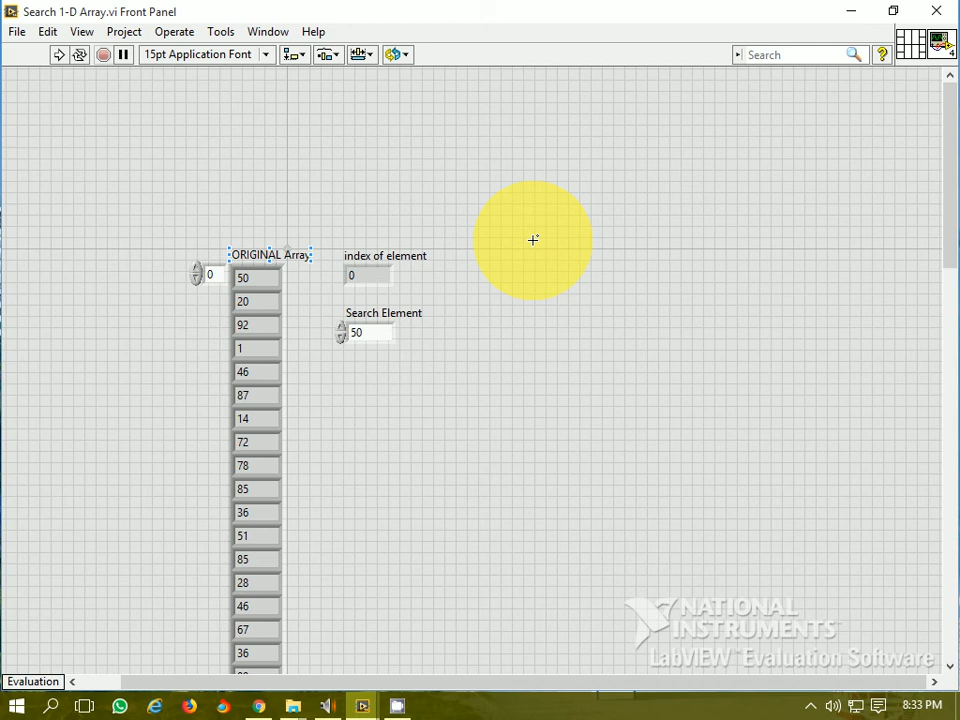 Search 1-D Array.vi Front Panel
File Edit View Project Operate Tools Window Help
15pt Application Font
Search
?
4
ORIGINAL Array
index of element
0
50
0
20
Search Element
92
50
1
46
87
14
72
78
85
36
51
85
28
46
67
36
NATIONAL
INSTRUMENTS
LabVIEW Evaluation Software
Evaluation
8:33 PM